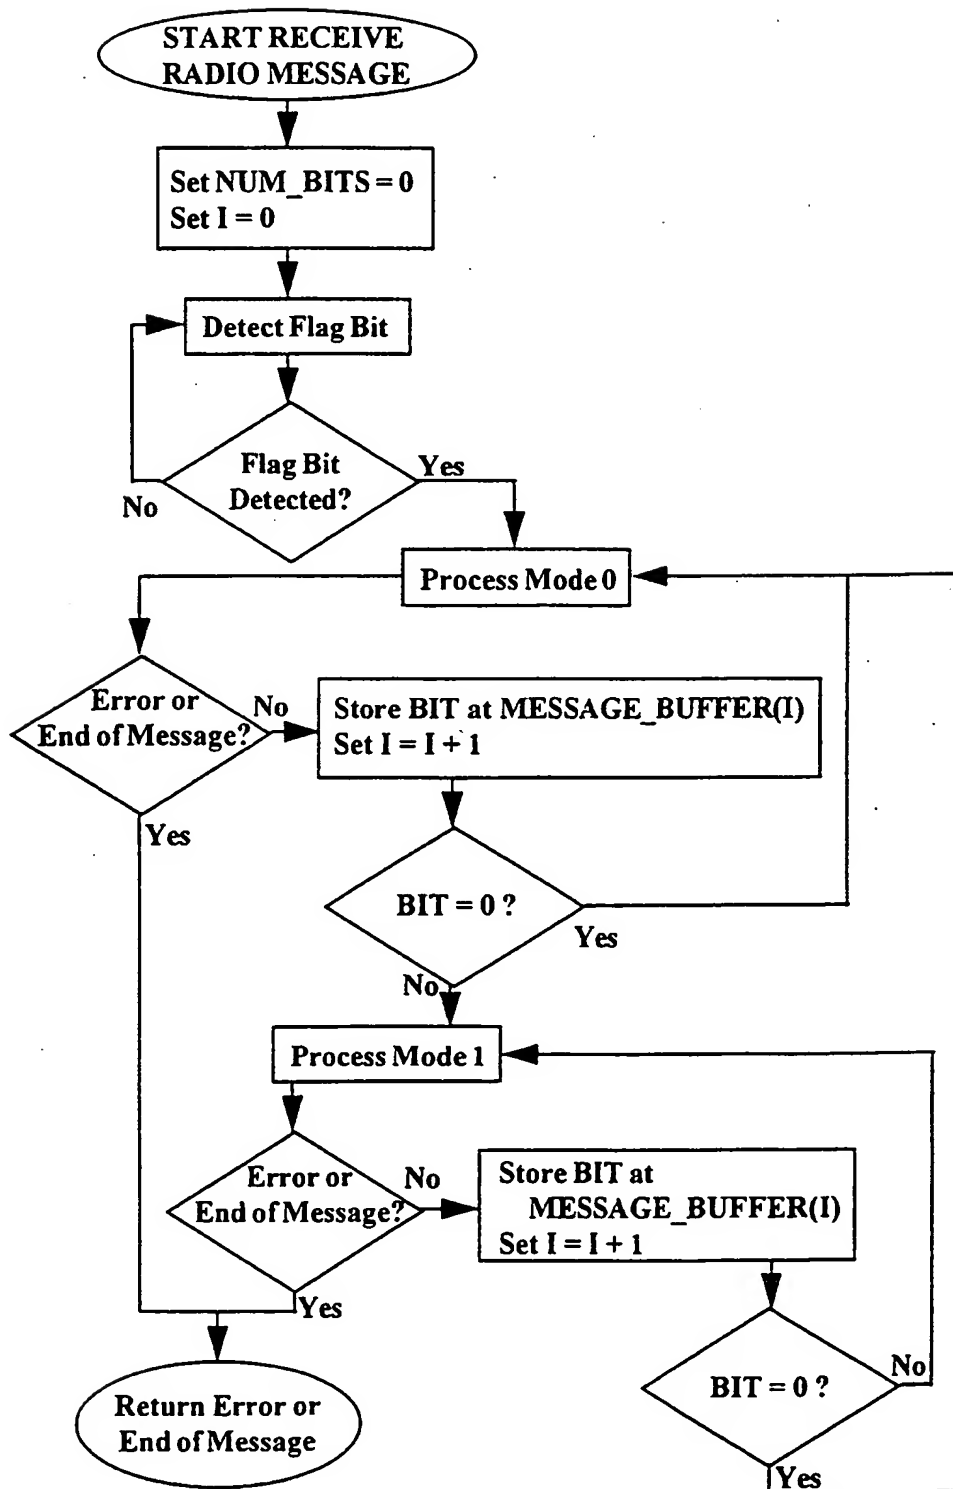 START RECEIVE
RADIO MESSAGE
Set NUM_BITS = 0
Set I = 0
Detect Flag Bit
Flag Bit
Detected?
Yes
No
Process Mode 0
Error or
End of Message?
No
Store BIT at MESSAGE_BUFFER(I)
Set I = I + 1
Yes
BIT = 0 ?
Yes
No
Process Mode 1
Error or
End of Message?
No
Store BIT at
MESSAGE_BUFFER(I)
Set I = I + 1
Yes
BIT = 0 ?
No
Return Error or
End of Message
Yes